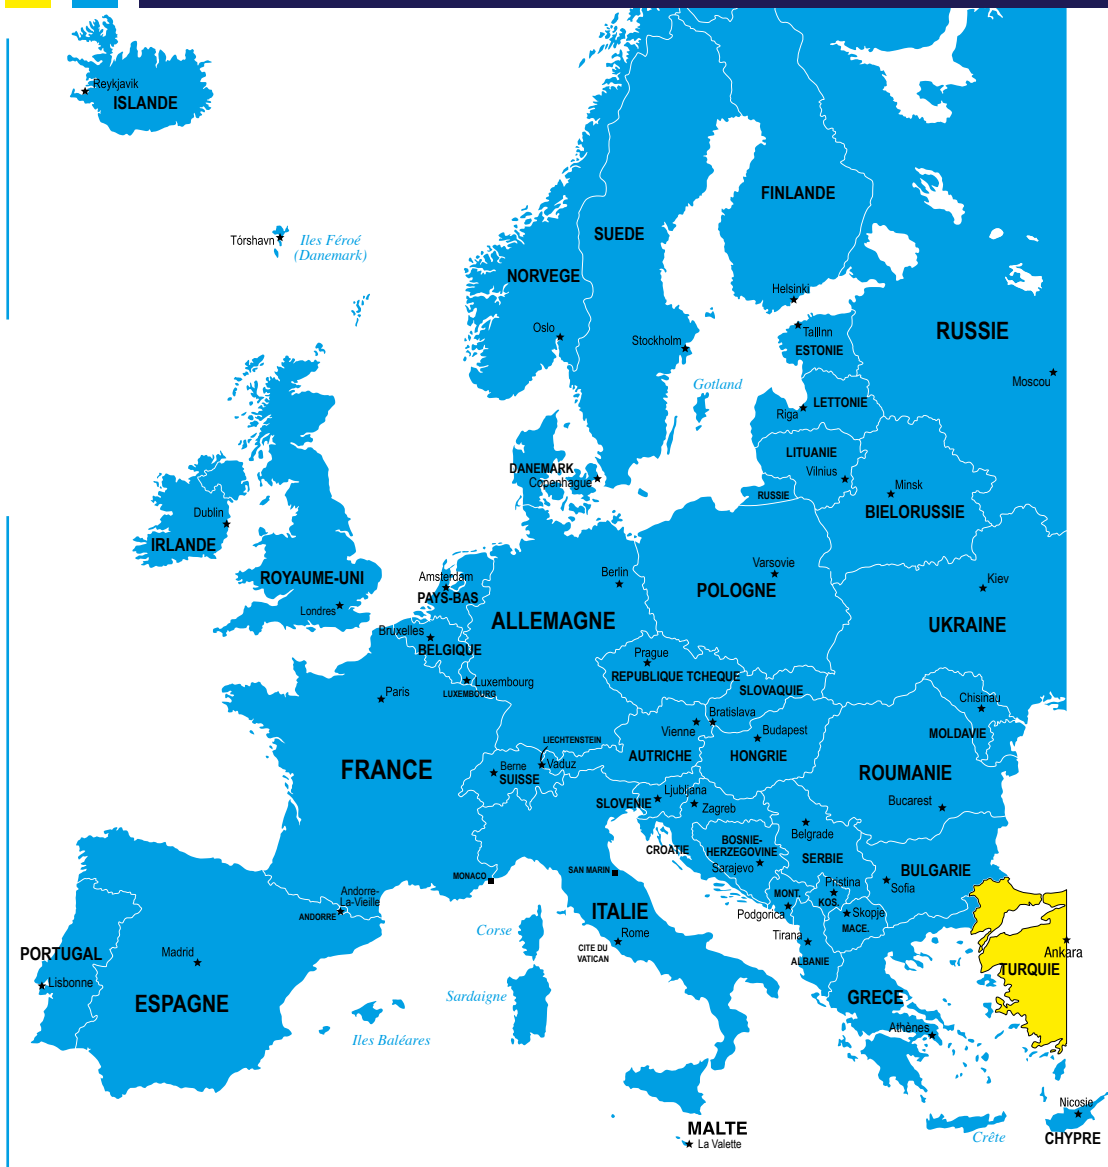 Reykjavik
ISLANDE
FINLANDE
SUEDE
Tórshavn
Iles Féroé
(Danemark)
NORVEGE
Helsinki
Oslo
Stockholm
Tallinn
ESTONIE
RUSSIE
Moscou
Gotland
Riga
LETTONIE
LITUANIE
Vilnius
DANEMARK
Copenhague
RUSSIE
Minsk
BIELORUSSIE
Dublin
IRLANDE
ROYAUME-UNI
Londres
Amsterdam
PAYS-BAS
Berlin
ALLEMAGNE
Varsovie
POLOGNE
Kiev
UKRAINE
Bruxelles
BELGIQUE
Luxembourg
LUXEMBOURG
Paris
Prague
REPUBLIQUE TCHEQUE
SLOVAQUIE
Bratislava
Vienne
AUTRICHE
Budapest
HONGRIE
Chisinau
MOLDAVIE
LIECHTENSTEIN
Vaduz
Berne
SUISSE
FRANCE
ROUMANIE
Bucarest
Ljubljana
SLOVENIE
Zagreb
CROATIE
BOSNIE-
HERZEGOVINE
Sarajevo
Belgrade
SERBIE
BULGARIE
Sofia
MONACO
SAN MARIN
Andorre-
La-Vieille
ANDORRE
MONT.
Podgorica
Pristina
KOS.
Skopje
MACE.
Tirana
ALBANIE
ITALIE
Rome
CITE DU
VATICAN
Corse
Sardaigne
PORTUGAL
Lisbonne
Madrid
ESPAGNE
Iles Baléares
GRECE
Athènes
Ankara
TURQUIE
Nicosie
CHYPRE
Crête
MALTE
La Valette